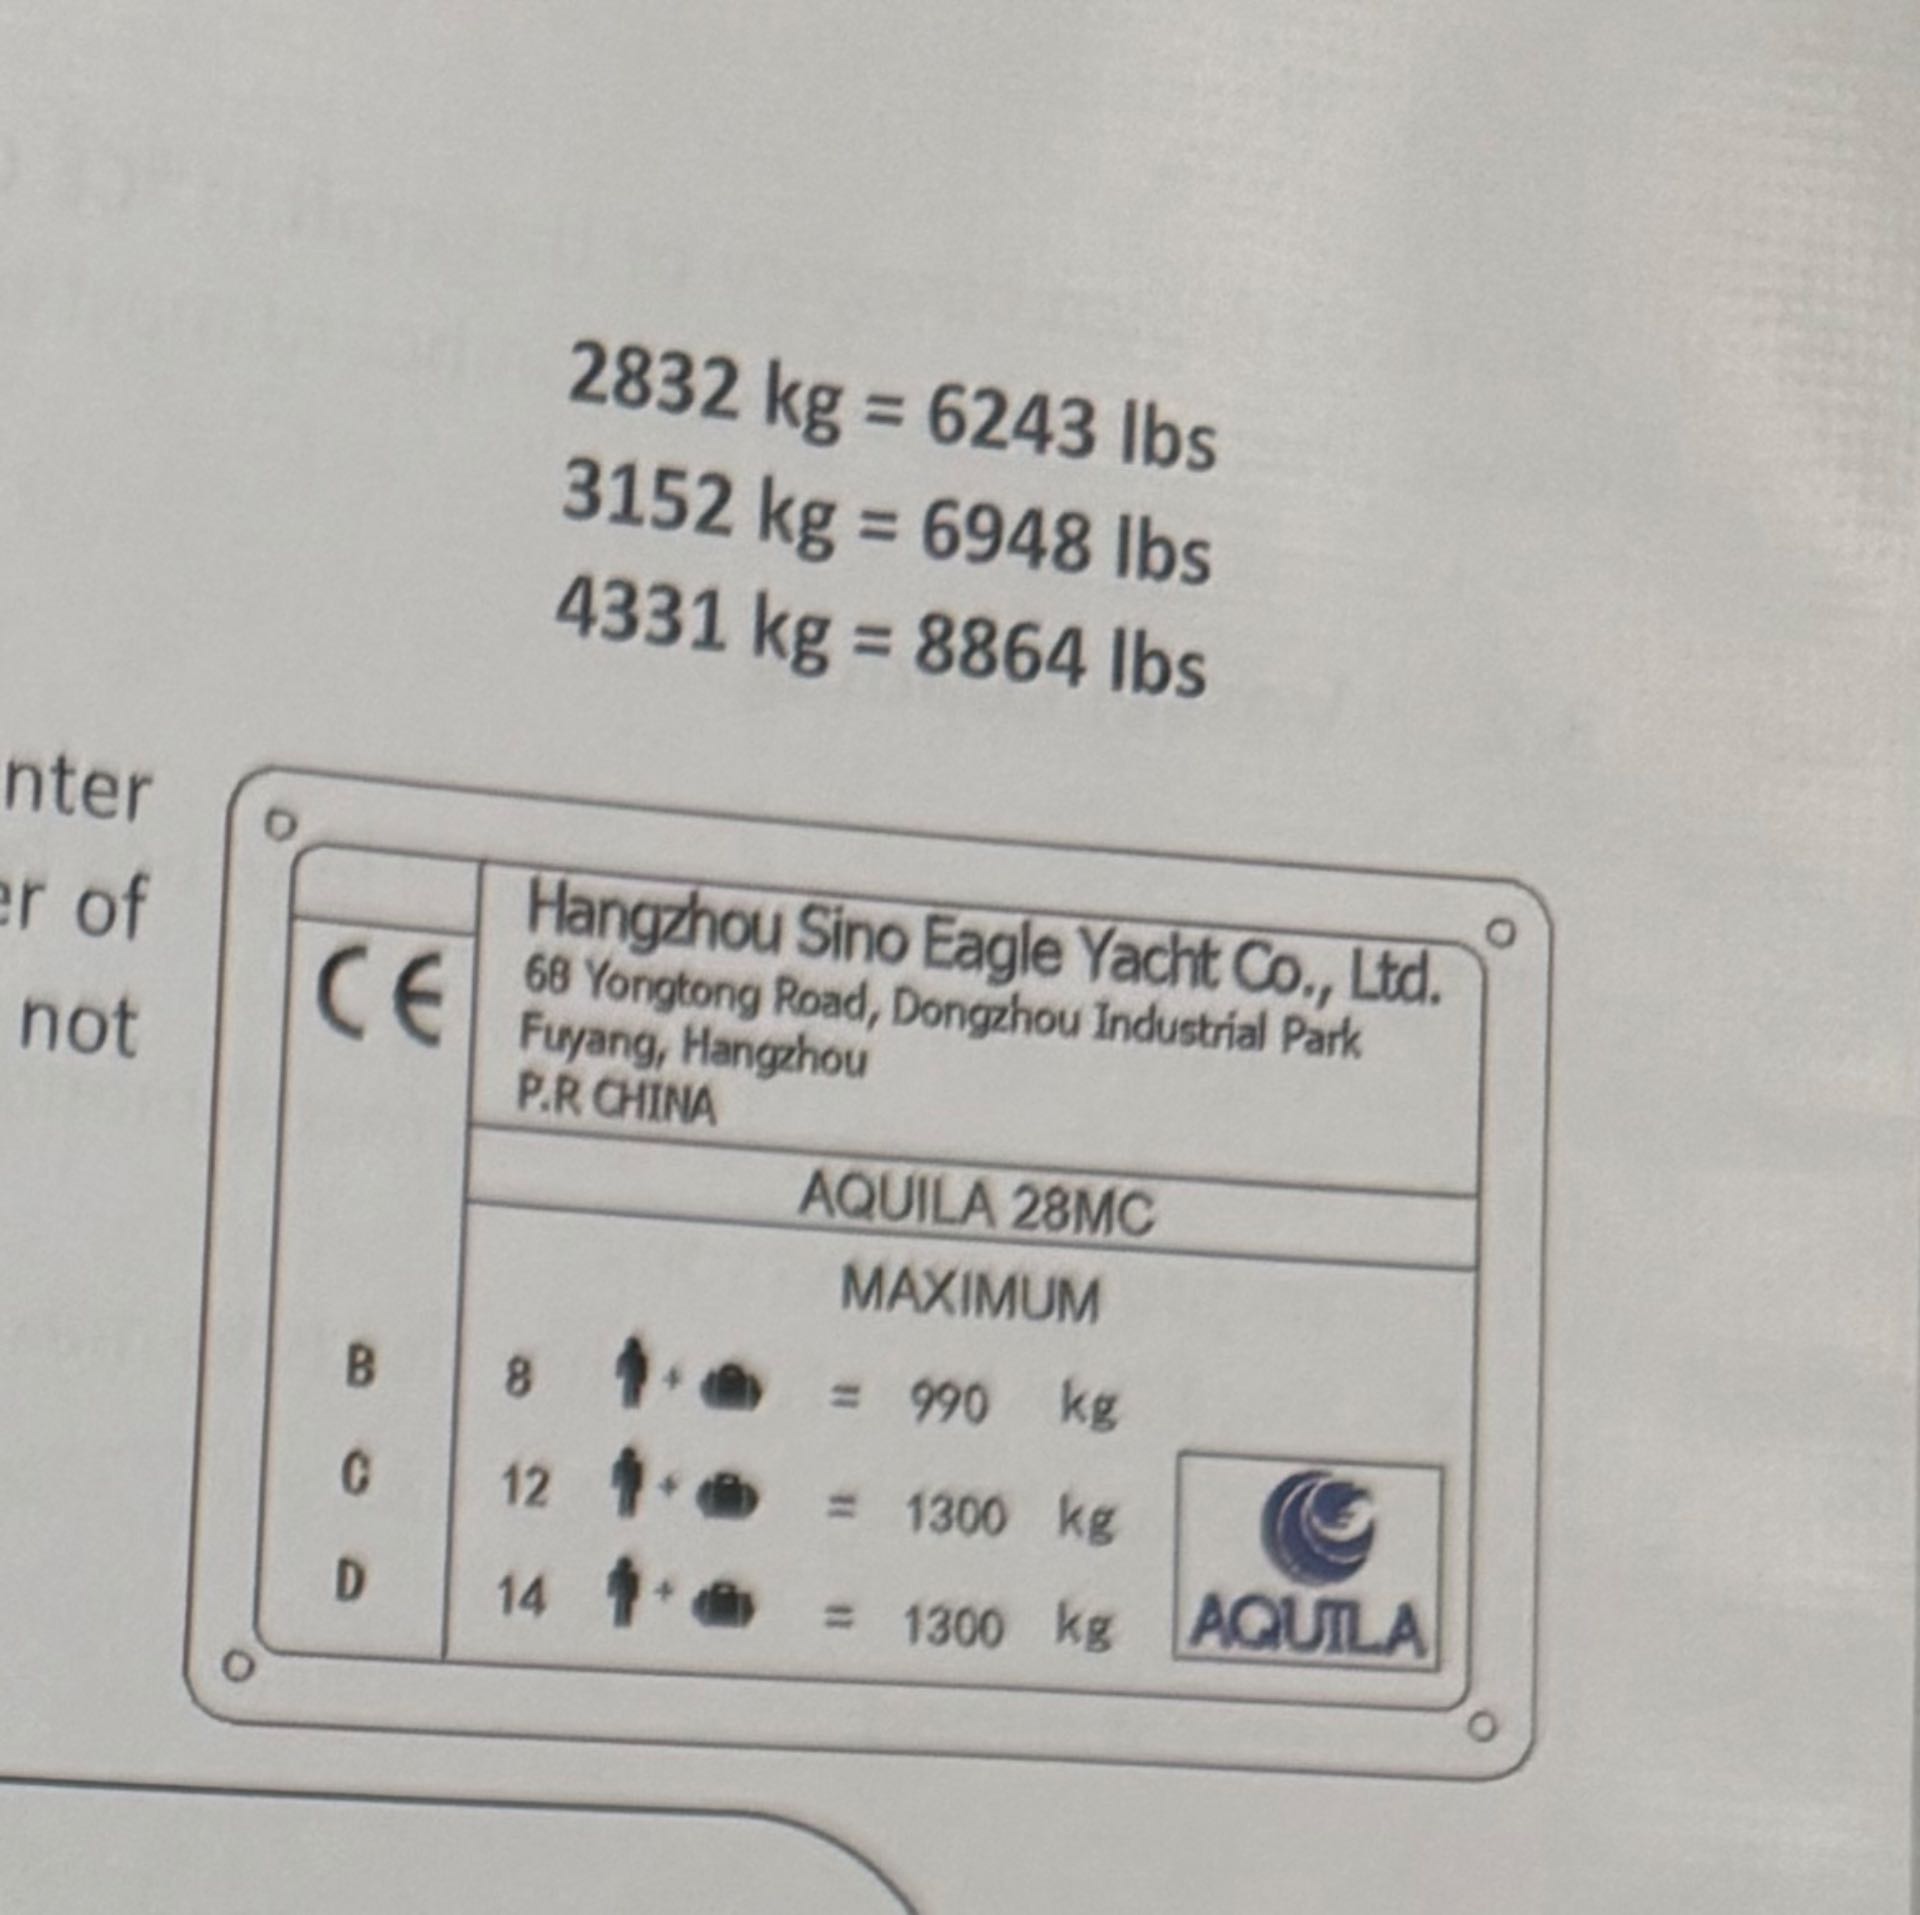 2832 kg = 6243 lbs
3152 kg = 6948 lbs
4331 kg = 8864 lbs
nter
er of
not
CE
Hangzhou Sino Eagle Yacht Co., Ltd.
68 Yongtong Road, Dongzhou Industrial Park
Fuyang, Hangzhou
P.R CHINA
AQUILA 28MC
MAXIMUM
B 8 + = 990 kg
C 12 + = 1300 kg
D 14 + = 1300 kg
AQUILA